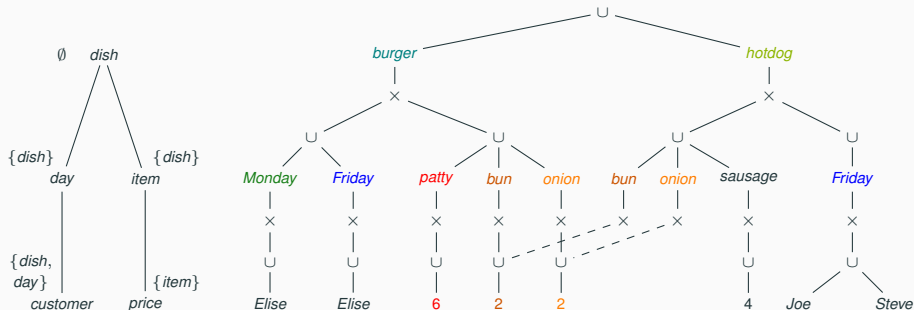 ∪
∅ dish burger hotdog
× ×
∪ ∪ ∪ ∪
{dish} {dish}
day item Monday Friday patty bun onion bun onion sausage Friday
× × × × × × × × ×
∪ ∪ ∪ ∪ ∪ ∪ ∪
{dish,
day} {item}
customer price Elise Elise 6 2 2 4 Joe Steve